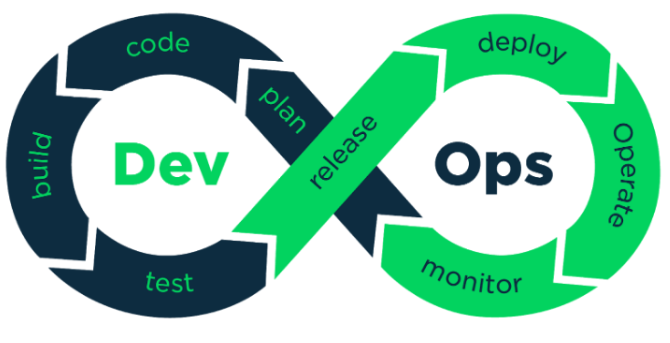 code
deploy
plan
release
build
Dev
Ops
Operate
test
monitor